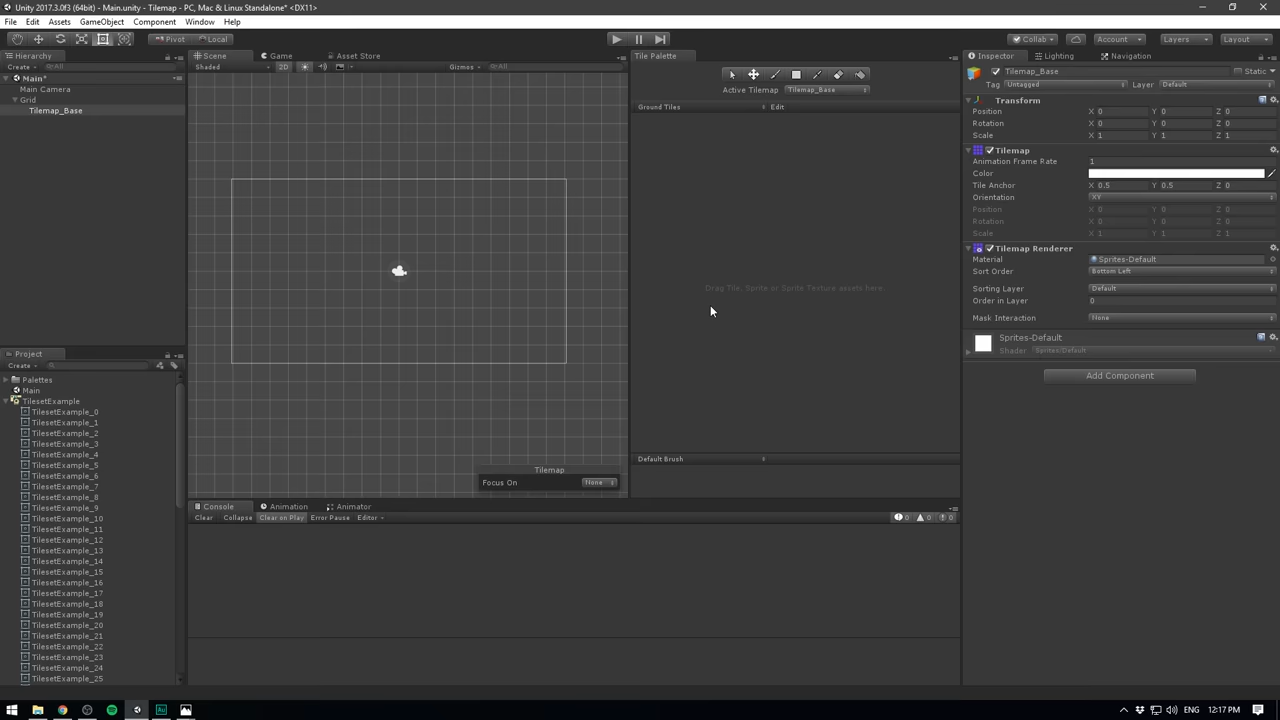 Unity 2017.3.0f3 (64bit) - Main.unity - Tilemap - PC, Mac & Linux Standalone* <DX11>
File Edit Assets GameObject Component Window Help
Pivot Local Collab Account Layers Layout
Hierarchy Scene Game Asset Store Tile Palette Inspector Lighting Navigation
Create All Shaded 2D Gizmos All
Main*
Main Camera
Grid
Tilemap_Base
Active Tilemap Tilemap_Base
Ground Tiles Edit
Drag Tile, Sprite or Sprite Texture assets here.
Default Brush
Tilemap
Focus On None
Tilemap_Base Static
Tag Untagged Layer Default
Transform
Position X 0 Y 0 Z 0
Rotation X 0 Y 0 Z 0
Scale X 1 Y 1 Z 1
Tilemap
Animation Frame Rate 1
Color
Tile Anchor X 0.5 Y 0.5 Z 0
Orientation XY
Position X 0 Y 0 Z 0
Rotation X 0 Y 0 Z 0
Scale X 1 Y 1 Z 1
Tilemap Renderer
Material Sprites-Default
Sort Order Bottom Left
Sorting Layer Default
Order in Layer 0
Mask Interaction None
Sprites-Default
Shader Sprites/Default
Add Component
Project
Create
Palettes
Main
TilesetExample
TilesetExample_0
TilesetExample_1
TilesetExample_2
TilesetExample_3
TilesetExample_4
TilesetExample_5
TilesetExample_6
TilesetExample_7
TilesetExample_8
TilesetExample_9
TilesetExample_10
TilesetExample_11
TilesetExample_12
TilesetExample_13
TilesetExample_14
TilesetExample_15
TilesetExample_16
TilesetExample_17
TilesetExample_18
TilesetExample_19
TilesetExample_20
TilesetExample_21
TilesetExample_22
TilesetExample_23
TilesetExample_24
TilesetExample_25
Console Animation Animator
Clear Collapse Clear on Play Error Pause Editor 0 0 0
Au
ENG 12:17 PM